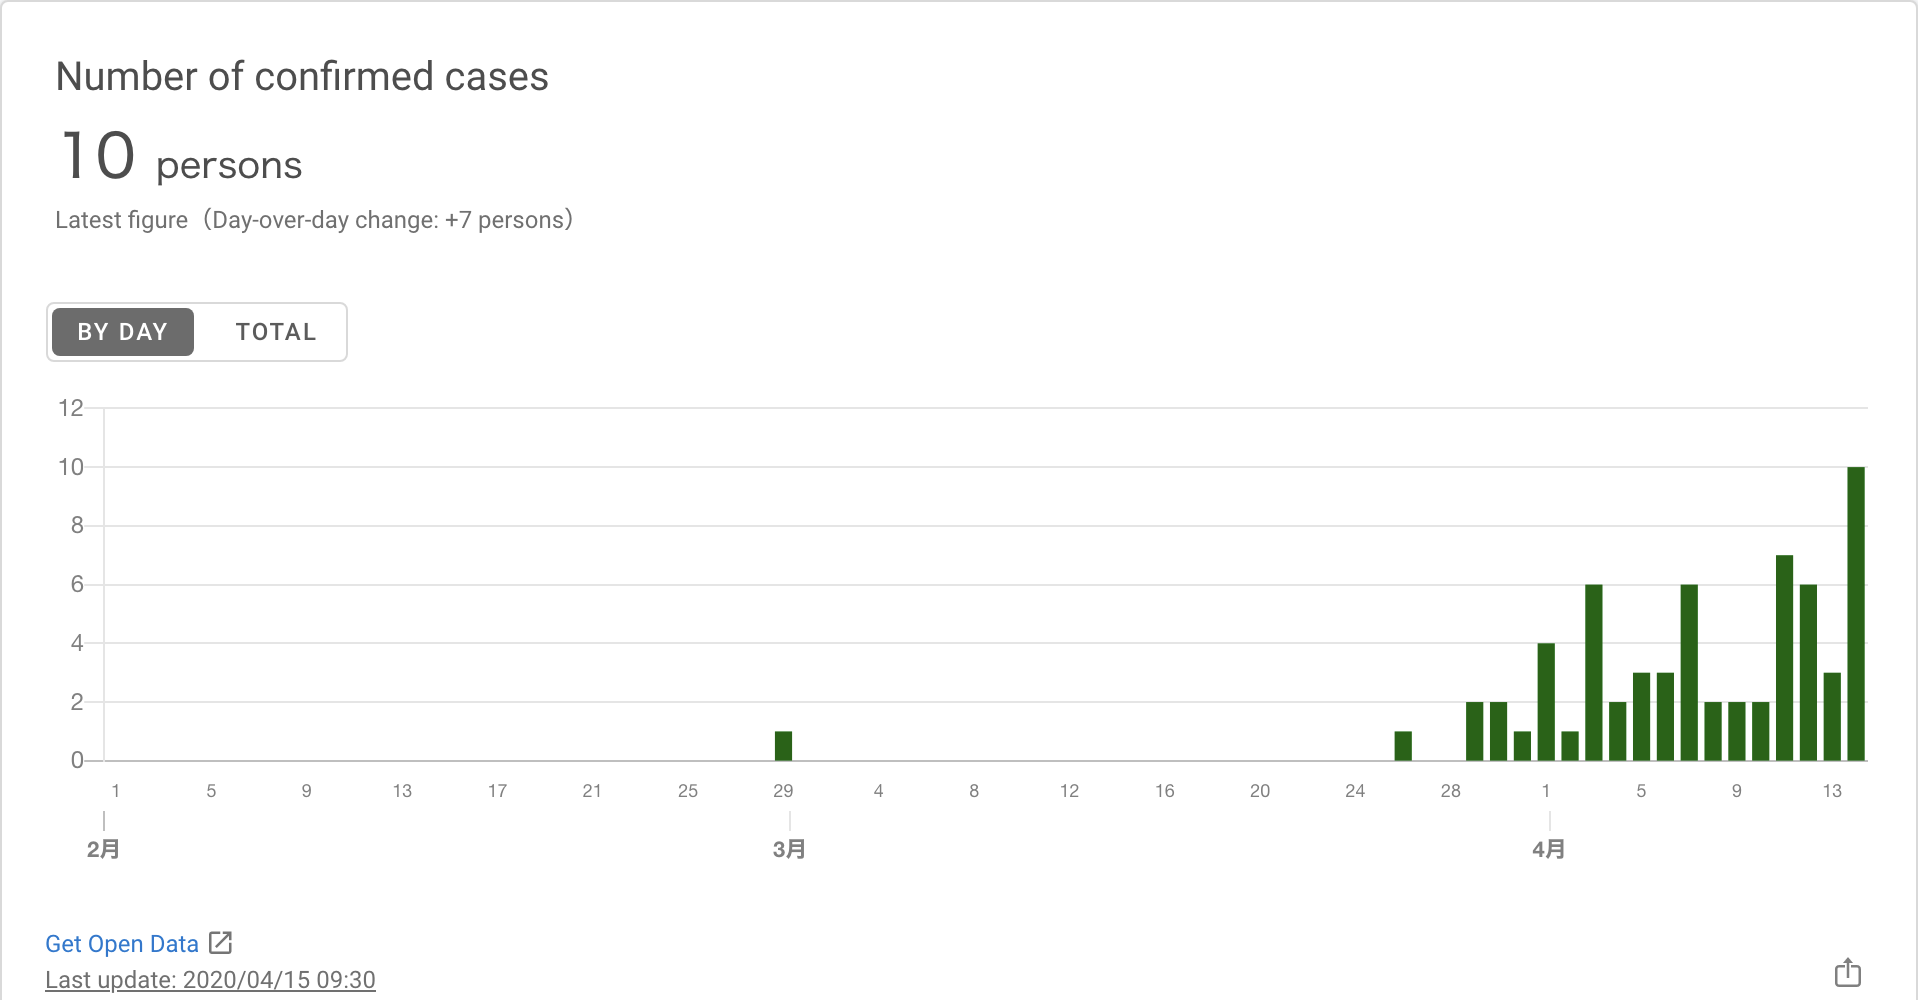 Number of confirmed cases
10 persons
Latest figure（Day-over-day change: +7 persons）
BY DAY TOTAL
12
10
8
6
4
2
0
1 5 9 13 17 21 25 29 4 8 12 16 20 24 28 1 5 9 13
2月 3月 4月
Get Open Data
Last update: 2020/04/15 09:30